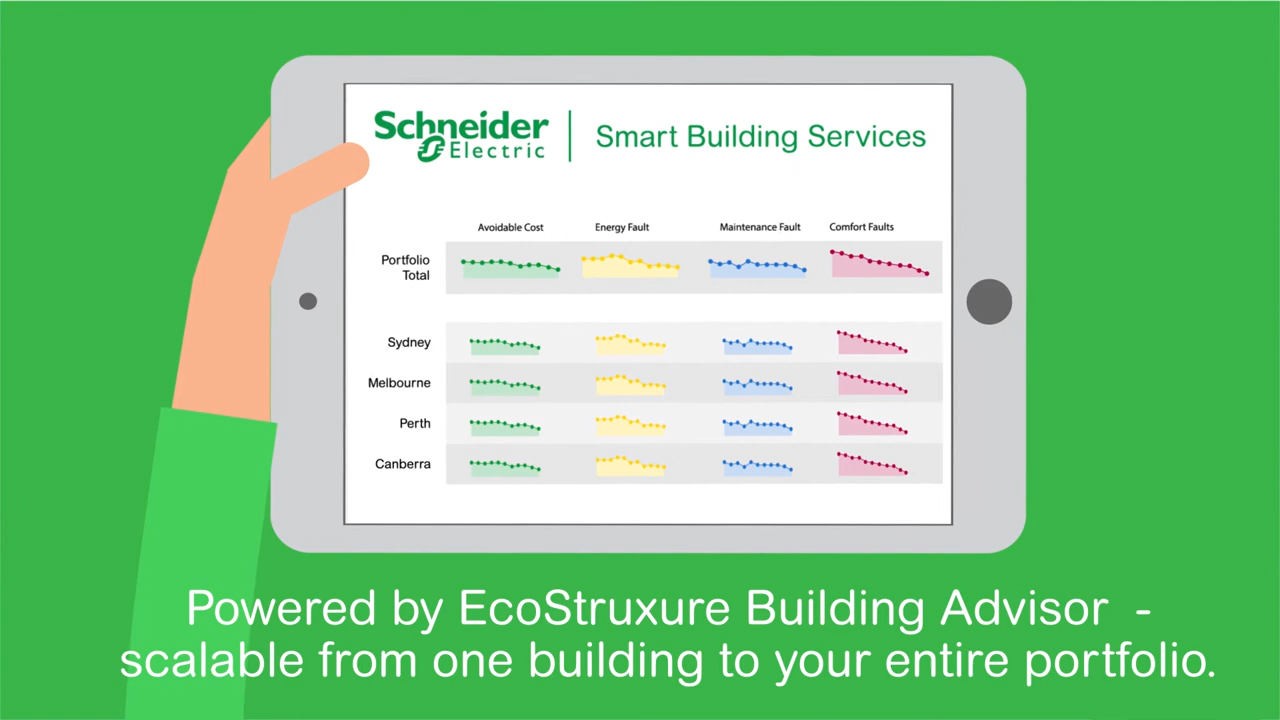 Schneider
Electric
Smart Building Services
Avoidable Cost Energy Fault Maintenance Fault Comfort Faults
Portfolio
Total
Sydney
Melbourne
Perth
Canberra
Powered by EcoStruxure Building Advisor -
scalable from one building to your entire portfolio.